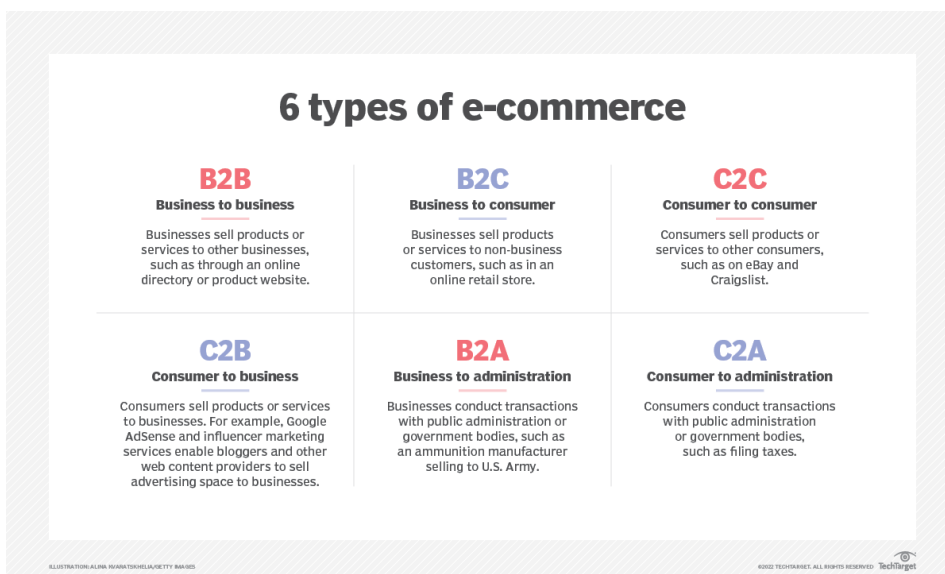 6 types of e-commerce
B2B
Business to business
Businesses sell products or
services to other businesses,
such as through an online
directory or product website.
B2C
Business to consumer
Businesses sell products
or services to non-business
customers, such as in an
online retail store.
C2C
Consumer to consumer
Consumers sell products or
services to other consumers,
such as on eBay and
Craigslist.
C2B
Consumer to business
Consumers sell products or services
to businesses. For example, Google
AdSense and influencer marketing
services enable bloggers and other
web content providers to sell
advertising space to businesses.
B2A
Business to administration
Businesses conduct transactions
with public administration or
government bodies, such as
an ammunition manufacturer
selling to U.S. Army.
C2A
Consumer to administration
Consumers conduct transactions
with public administration
or government bodies,
such as filing taxes.
ILLUSTRATION: ALINA /GETTY IMAGES
©2022 TECHTARGET. ALL RIGHTS RESERVED TechTarget